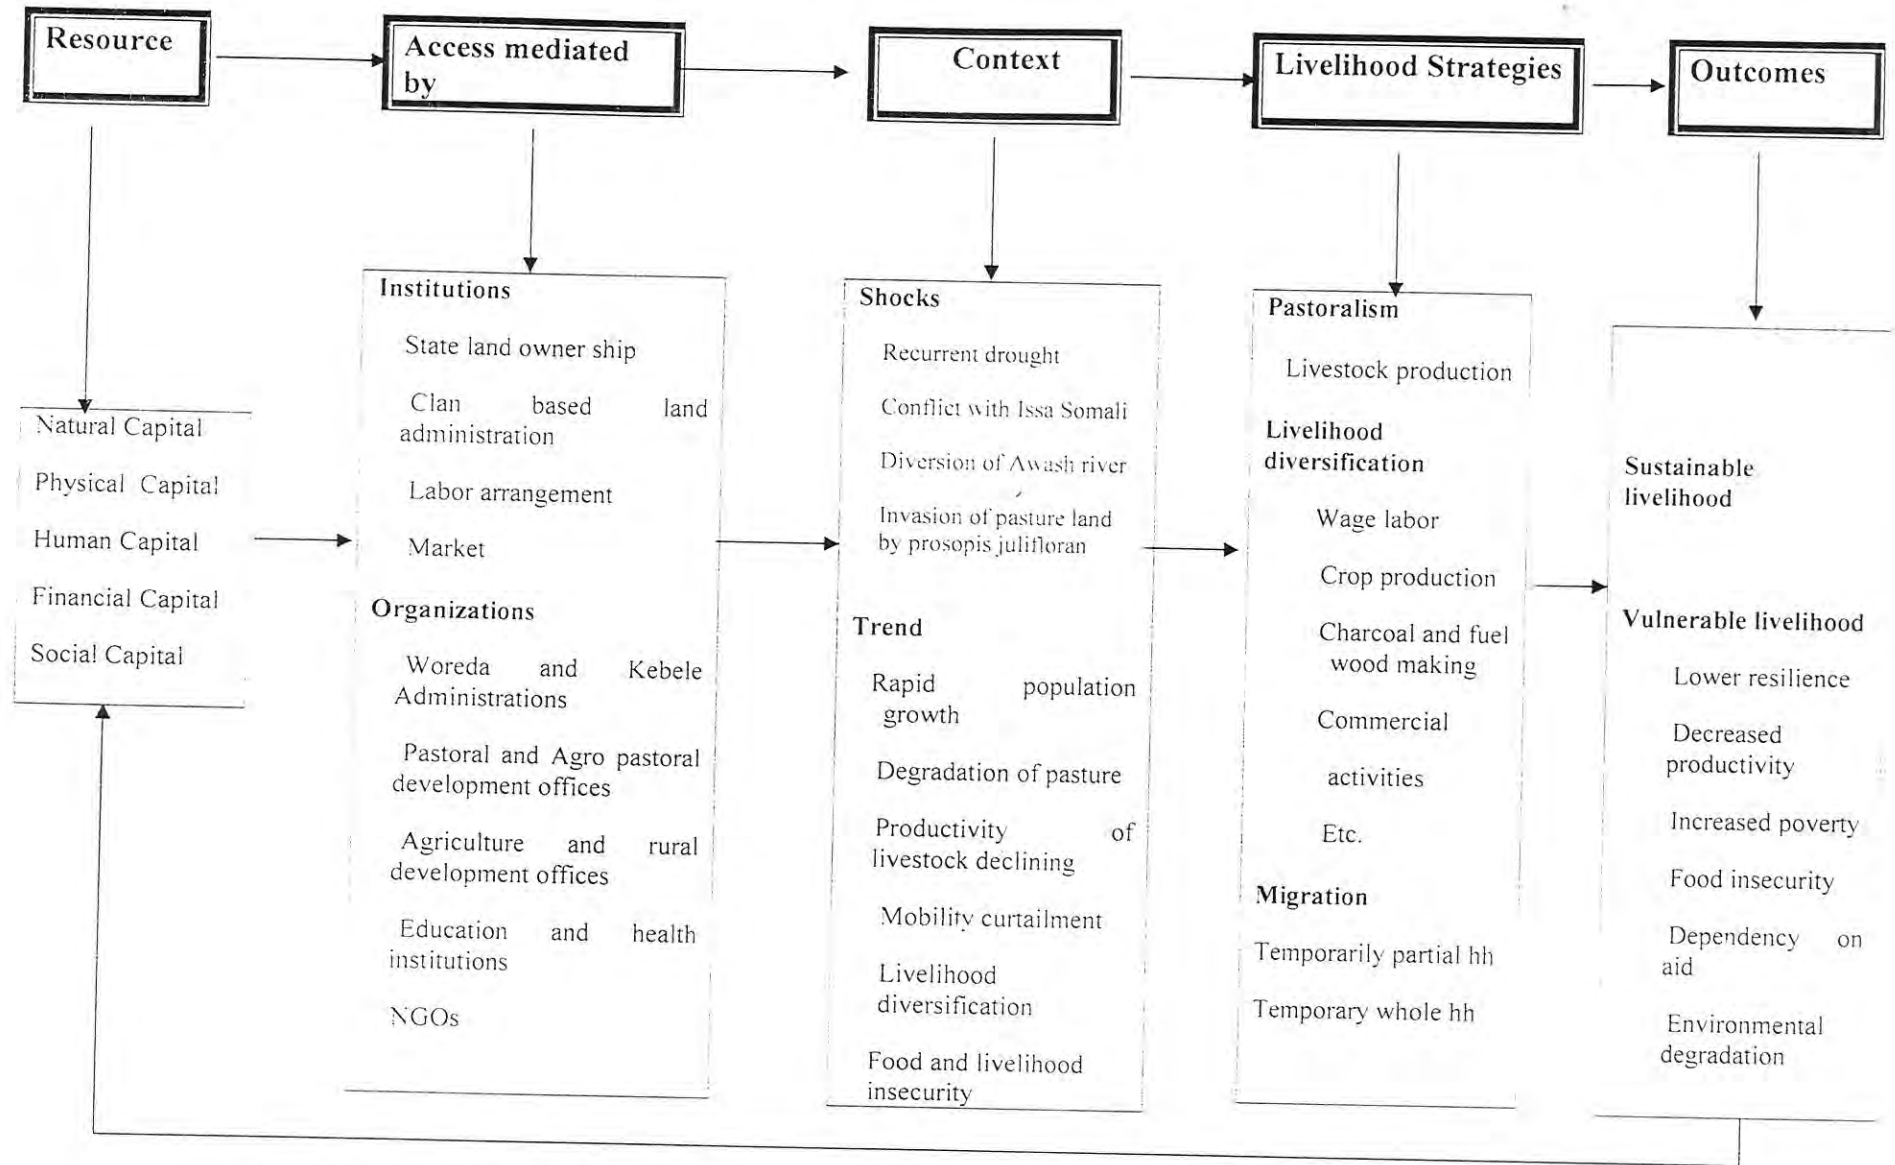 Resource
Access mediated
by
Context
Livelihood Strategies
Outcomes
Natural Capital
Physical Capital
Human Capital
Financial Capital
Social Capital
Institutions
State land owner ship
Clan based land
administration
Labor arrangement
Market
Organizations
Woreda and Kebele
Administrations
Pastoral and Agro pastoral
development offices
Agriculture and rural
development offices
Education and health
institutions
NGOs
Shocks
Recurrent drought
Conflict with Issa Somali
Diversion of Awash river
Invasion of pasture land
by prosopis julifloran
Trend
Rapid population
growth
Degradation of pasture
Productivity of
livestock declining
Mobility curtailment
Livelihood
diversification
Food and livelihood
insecurity
Pastoralism
Livestock production
Livelihood
diversification
Wage labor
Crop production
Charcoal and fuel
wood making
Commercial
activities
Etc.
Migration
Temporarily partial hh
Temporary whole hh
Sustainable
livelihood
Vulnerable livelihood
Lower resilience
Decreased
productivity
Increased poverty
Food insecurity
Dependency on
aid
Environmental
degradation